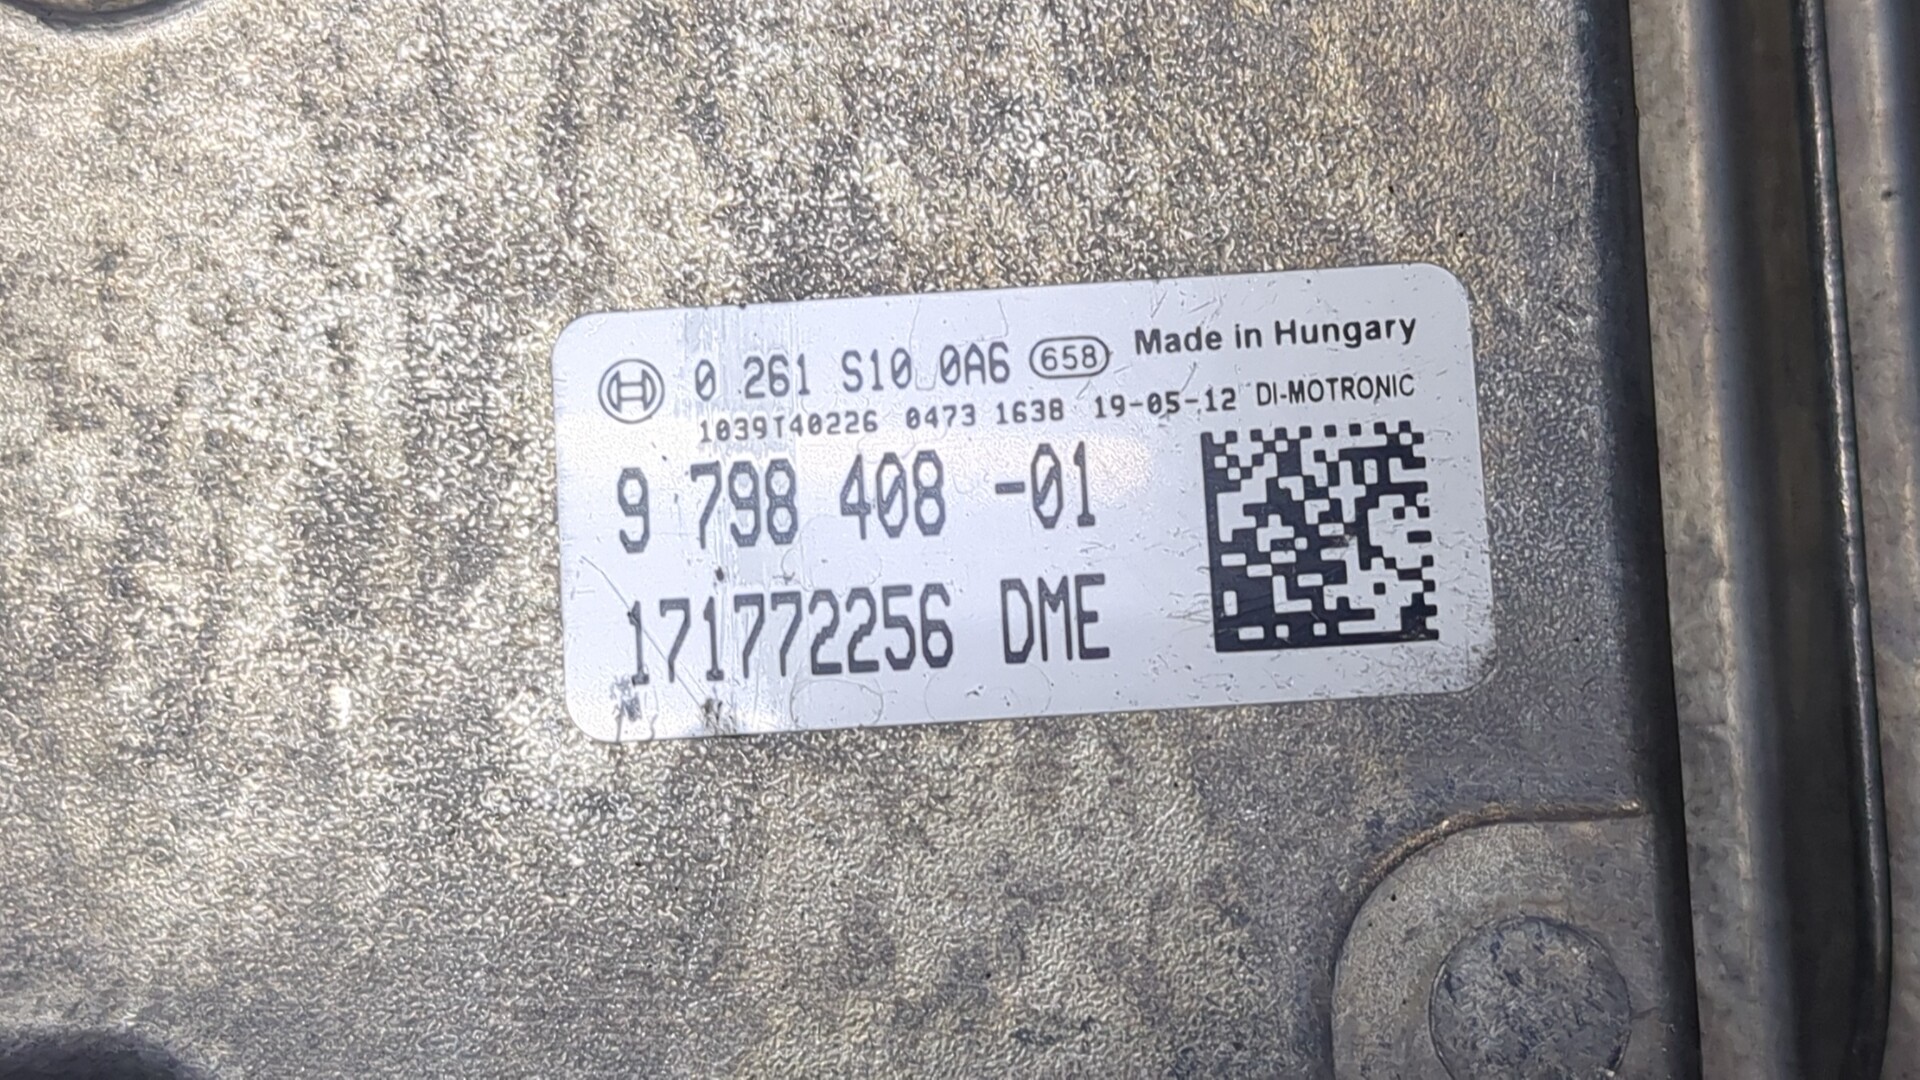 0 261 S10 0A6 658 Made in Hungary
1039T40226 0473 1638 19-05-12 DI-MOTRONIC
9 798 408 -01
171772256 DME